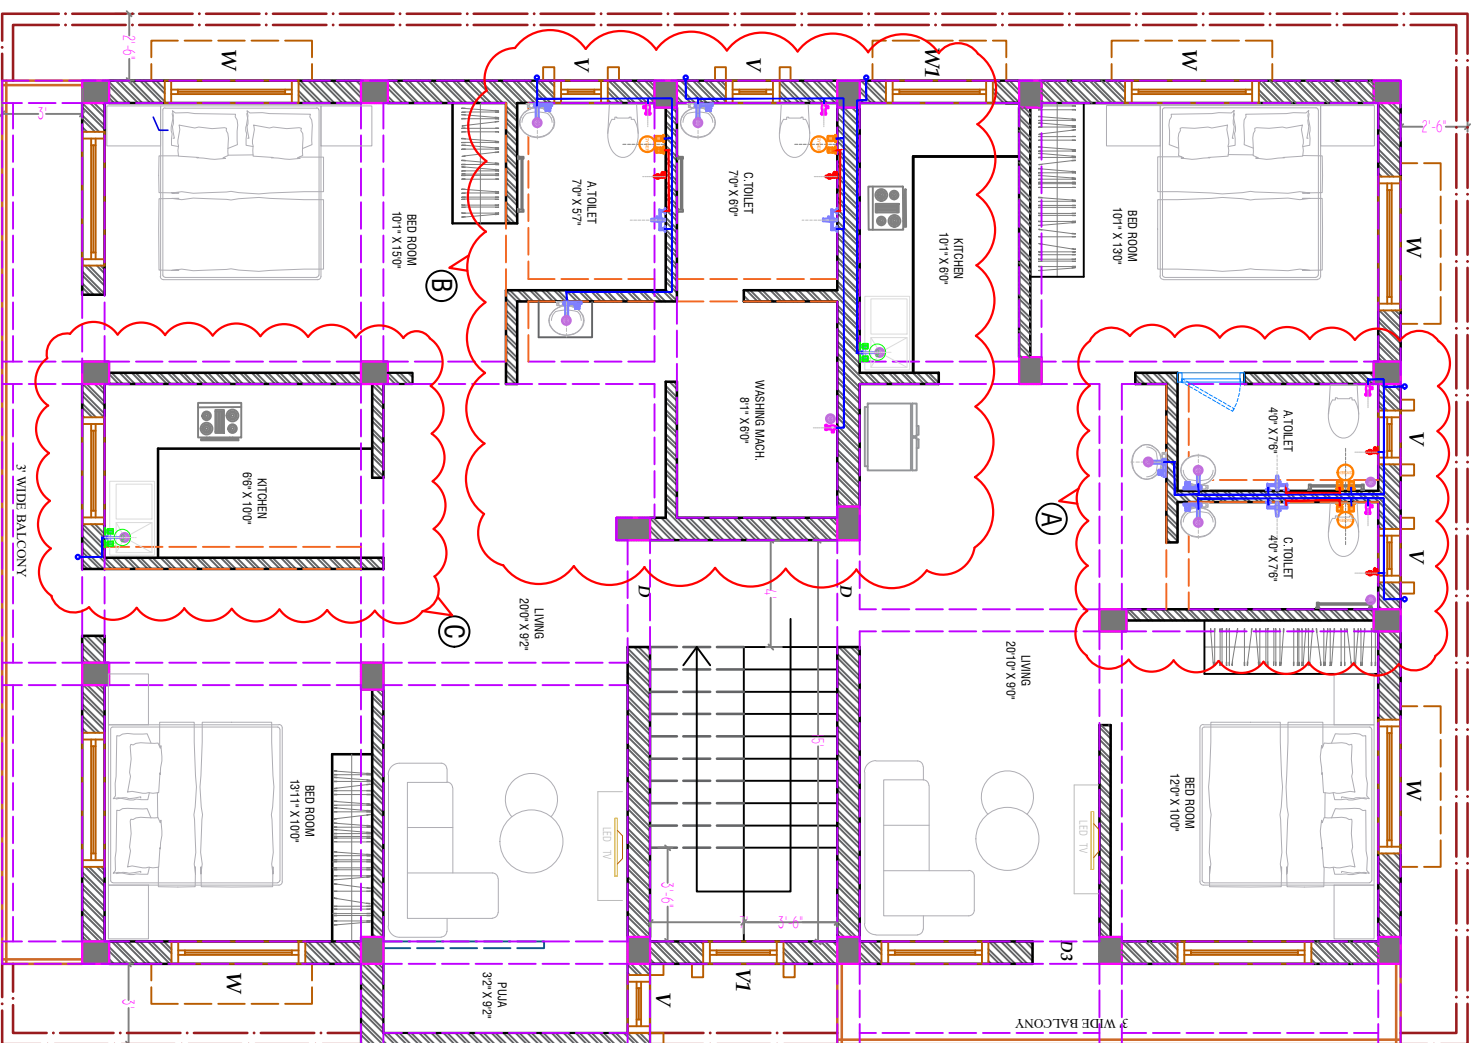 W
V
V
W1
W
2'-6"
3'
2'-6"
A.TOILET
7'0" X 5'7"
C.TOILET
7'0" X 6'0"
BED ROOM
10'1" X 15'0"
KITCHEN
10'1" X 6'0"
BED ROOM
10'1" X 13'0"
W
B
WASHING MACH.
8'1" X 6'0"
A.TOILET
4'0" X 7'6"
V
KITCHEN
6'6" X 10'0"
3' WIDE BALCONY
A
C.TOILET
4'0" X 7'6"
V
D
D
C
LIVING
20'0" X 9'2"
LIVING
20'10" X 9'0"
BED ROOM
13'11" X 10'0"
BED ROOM
12'0" X 10'0"
W
LED TV
LED TV
3'-6"
3'-6"
D3
W
PUJA
3'2" X 9'2"
V
V1
3'
3' WIDE BALCONY